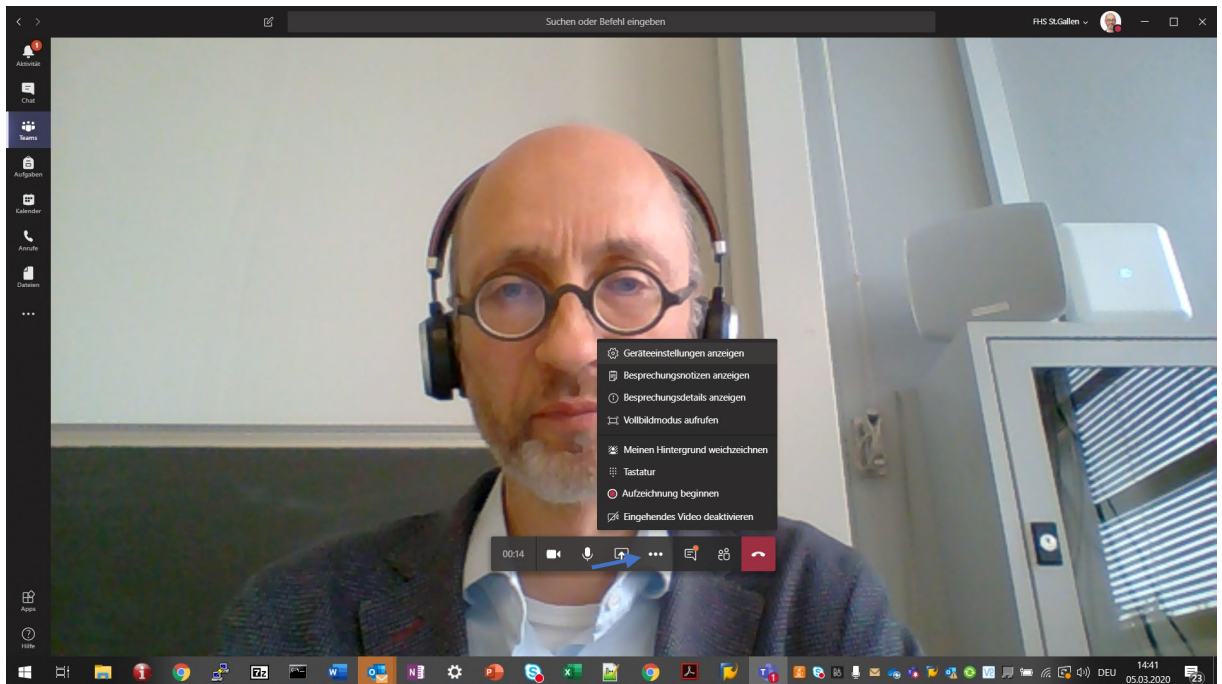 Suchen oder Befehl eingeben
FHS St.Gallen
1
Aktivität
Chat
Teams
Aufgaben
Kalender
Anrufe
Dateien
Geräteeinstellungen anzeigen
Besprechungsnotizen anzeigen
Besprechungsdetails anzeigen
Vollbildmodus aufrufen
Meinen Hintergrund weichzeichnen
Tastatur
Aufzeichnung beginnen
Eingehendes Video deaktivieren
00:14
Apps
Hilfe
DEU
14:41
05.03.2020
23